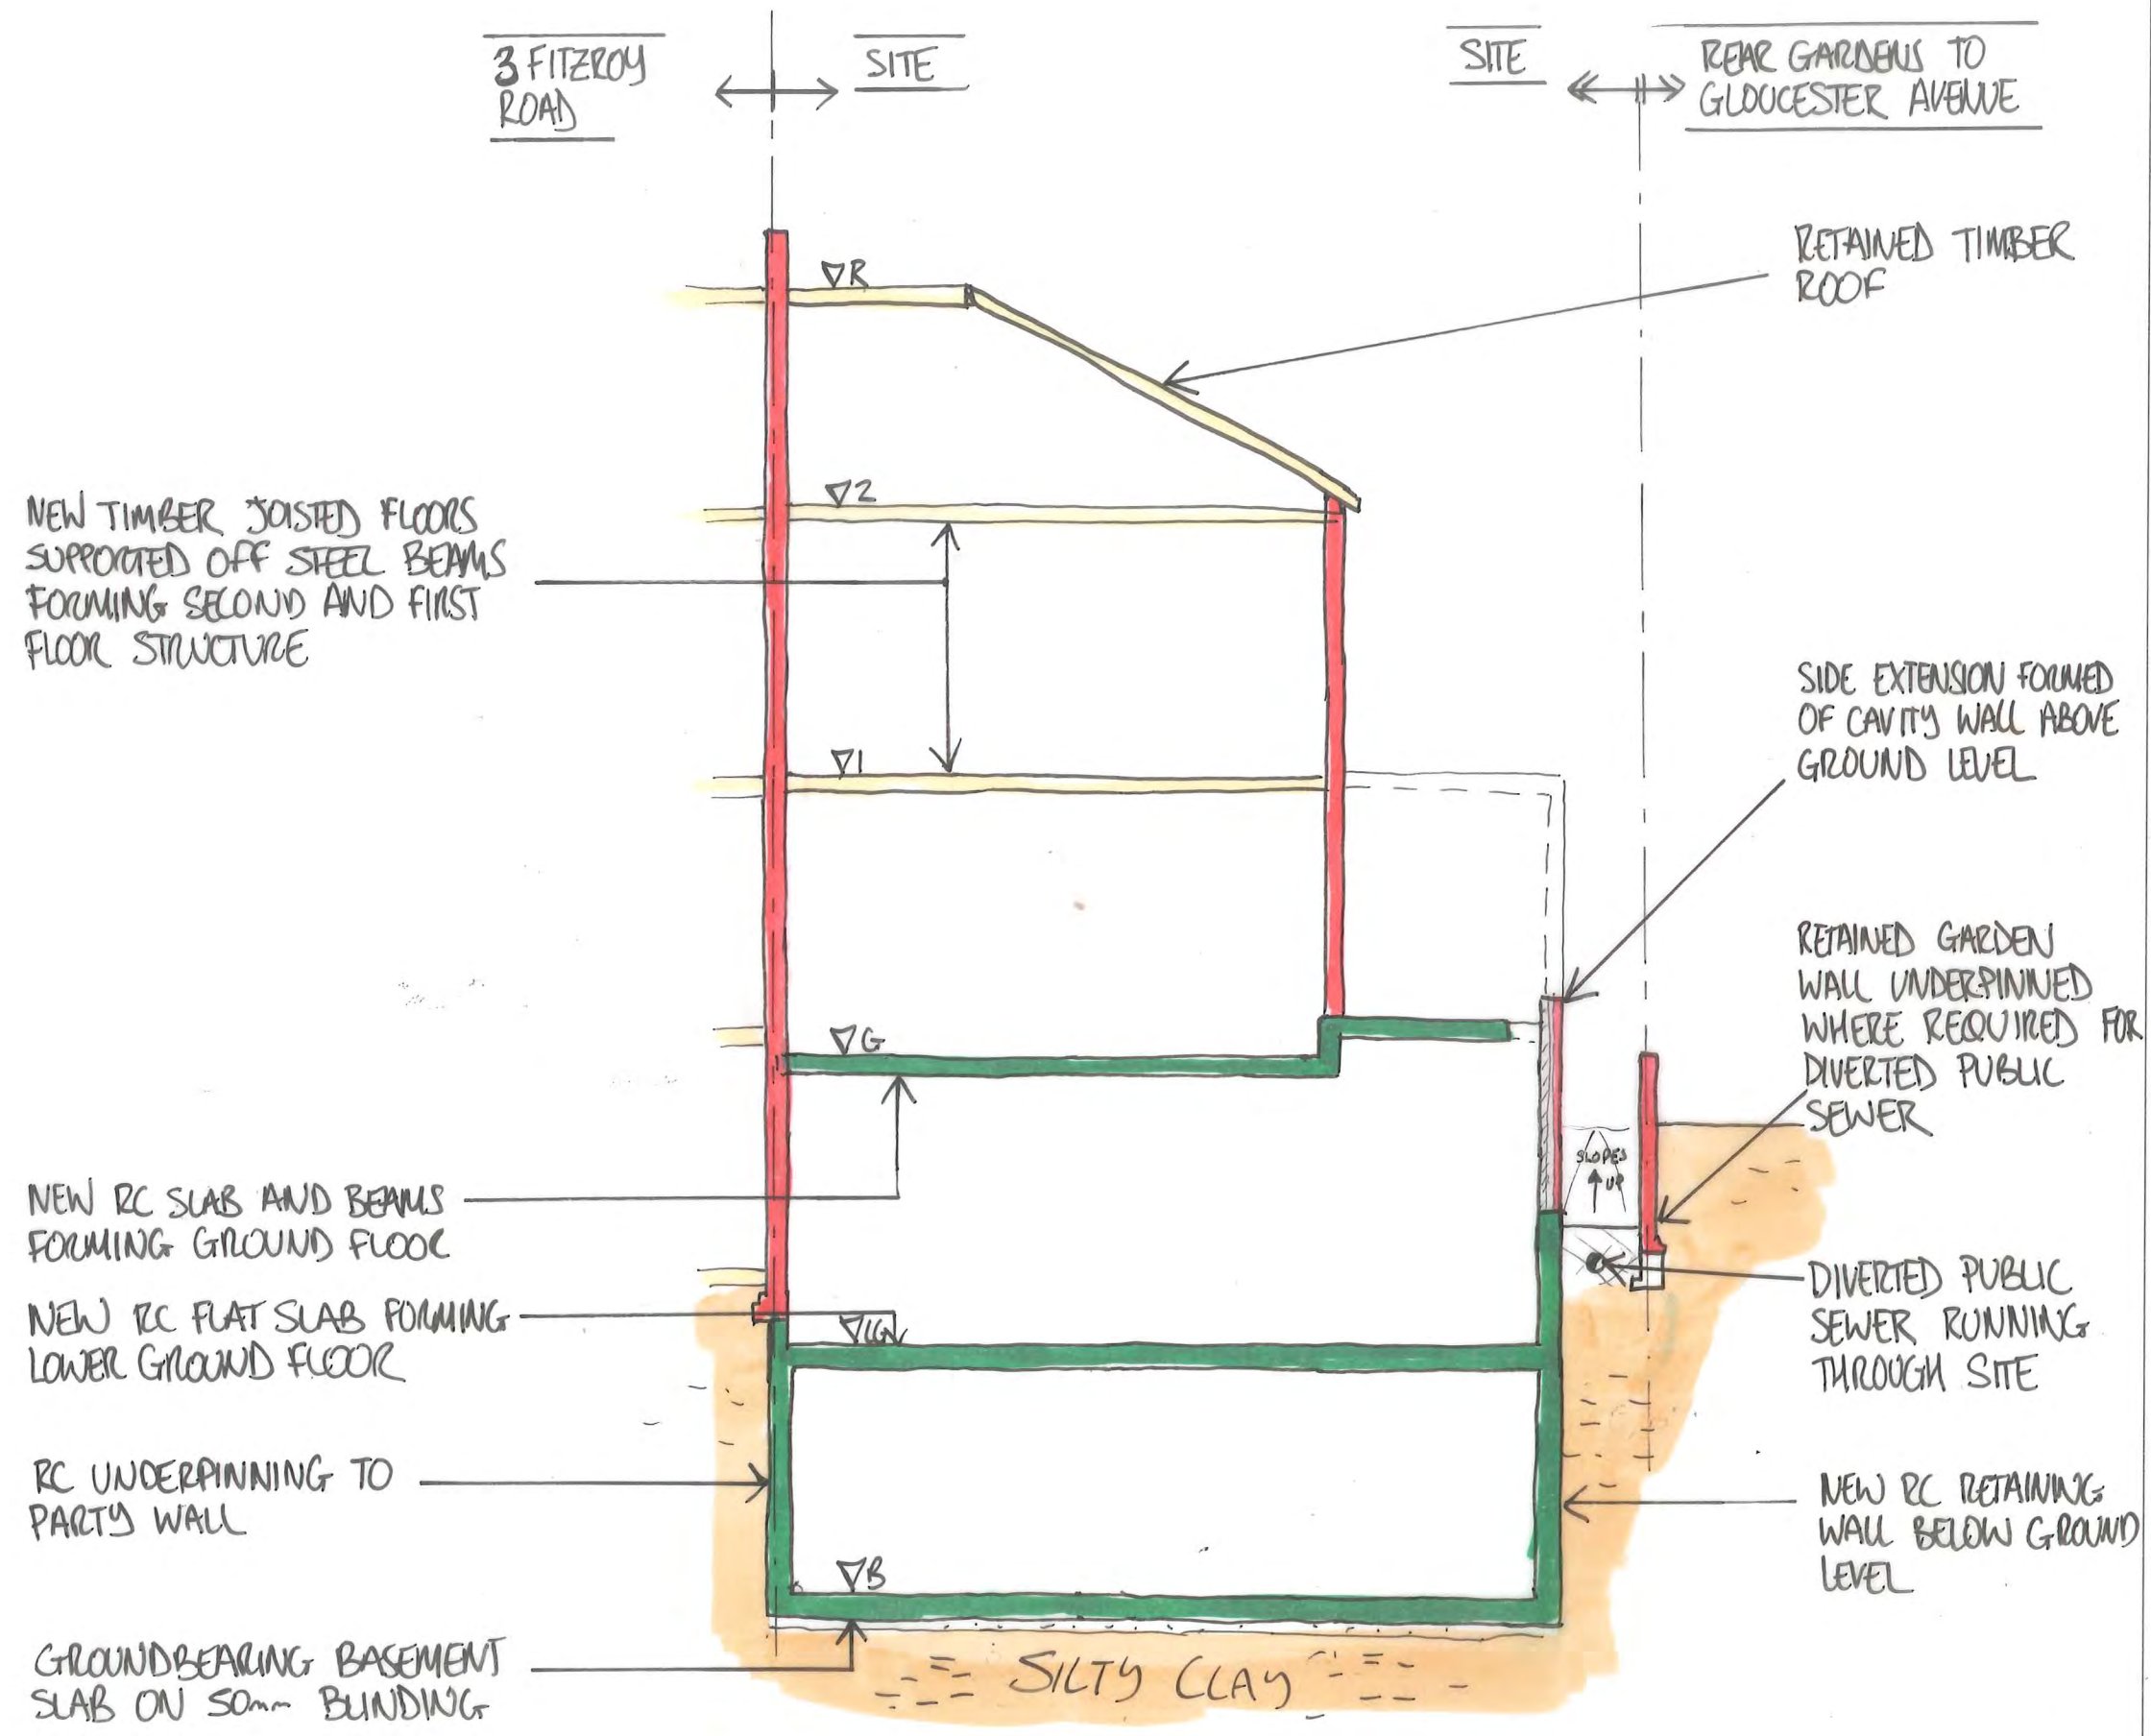 3 FITZROY
ROAD
SITE
SITE
REAR GARDENS TO
GLOUCESTER AVENUE
RETAINED TIMBER
ROOF
R
2
NEW TIMBER JOISTED FLOORS
SUPPORTED OFF STEEL BEAMS
FORMING SECOND AND FIRST
FLOOR STRUCTURE
1
SIDE EXTENSION FORMED
OF CAVITY WALL ABOVE
GROUND LEVEL
RETAINED GARDEN
WALL UNDERPINNED
WHERE REQUIRED FOR
DIVERTED PUBLIC
SEWER
G
SLOPES
UP
NEW RC SLAB AND BEAMS
FORMING GROUND FLOOR
DIVERTED PUBLIC
SEWER RUNNING
THROUGH SITE
NEW RC FLAT SLAB FORMING
LOWER GROUND FLOOR
LG
RC UNDERPINNING TO
PARTY WALL
NEW RC RETAINING
WALL BELOW GROUND
LEVEL
B
GROUNDBEARING BASEMENT
SLAB ON 50mm BLINDING
SILTY CLAY